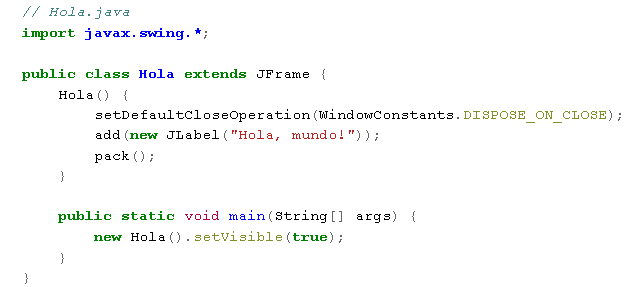 // Hola.java
import javax.swing.*;

public class Hola extends JFrame {
    Hola() {
        setDefaultCloseOperation(WindowConstants.DISPOSE_ON_CLOSE);
        add(new JLabel("Hola, mundo!"));
        pack();
    }

    public static void main(String[] args) {
        new Hola().setVisible(true);
    }
}